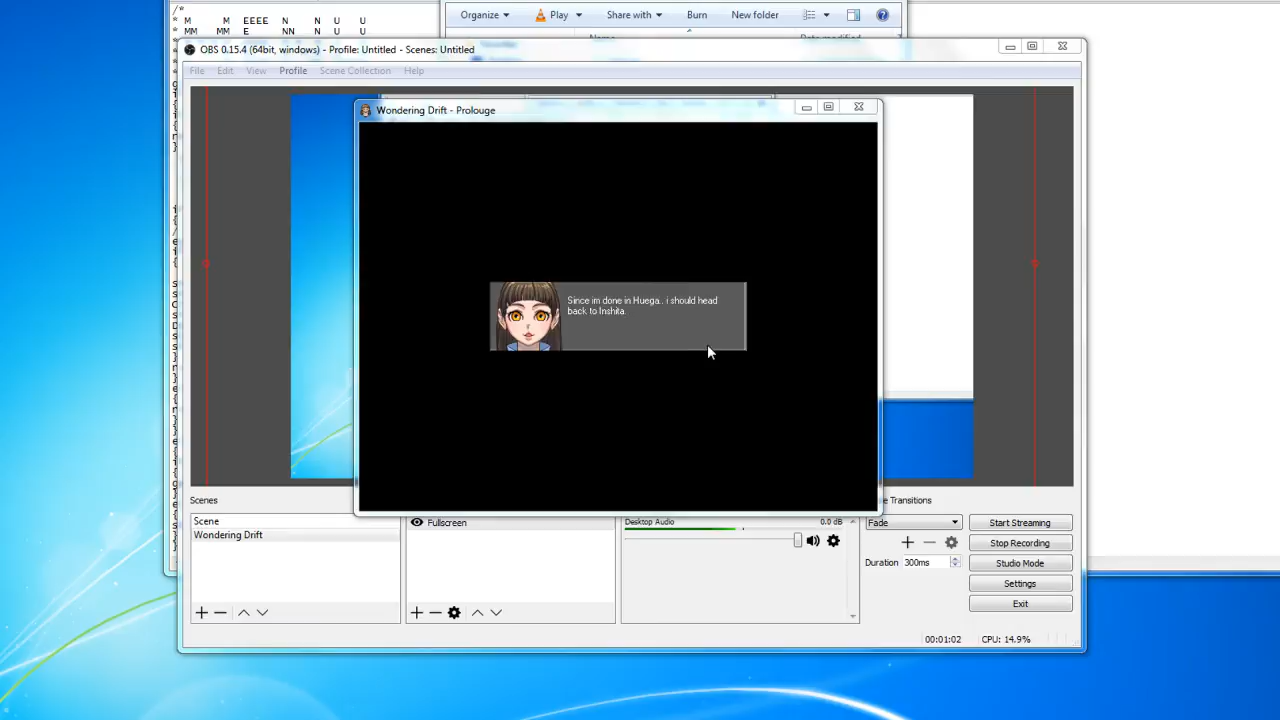 /*
* M M EEEE N N U U
* MM MM E NN N U U
Organize Play Share with Burn New folder
OBS 0.15.4 (64bit, windows) - Profile: Untitled - Scenes: Untitled
File Edit View Profile Scene Collection Help
Wondering Drift - Prolouge
Since im done in Huega.. i should head
back to Inshita.
Scenes
Transitions
Scene
Wondering Drift
Fullscreen
Desktop Audio 0.0 dB
Fade
Duration 300ms
Start Streaming
Stop Recording
Studio Mode
Settings
Exit
00:01:02 CPU: 14.9%